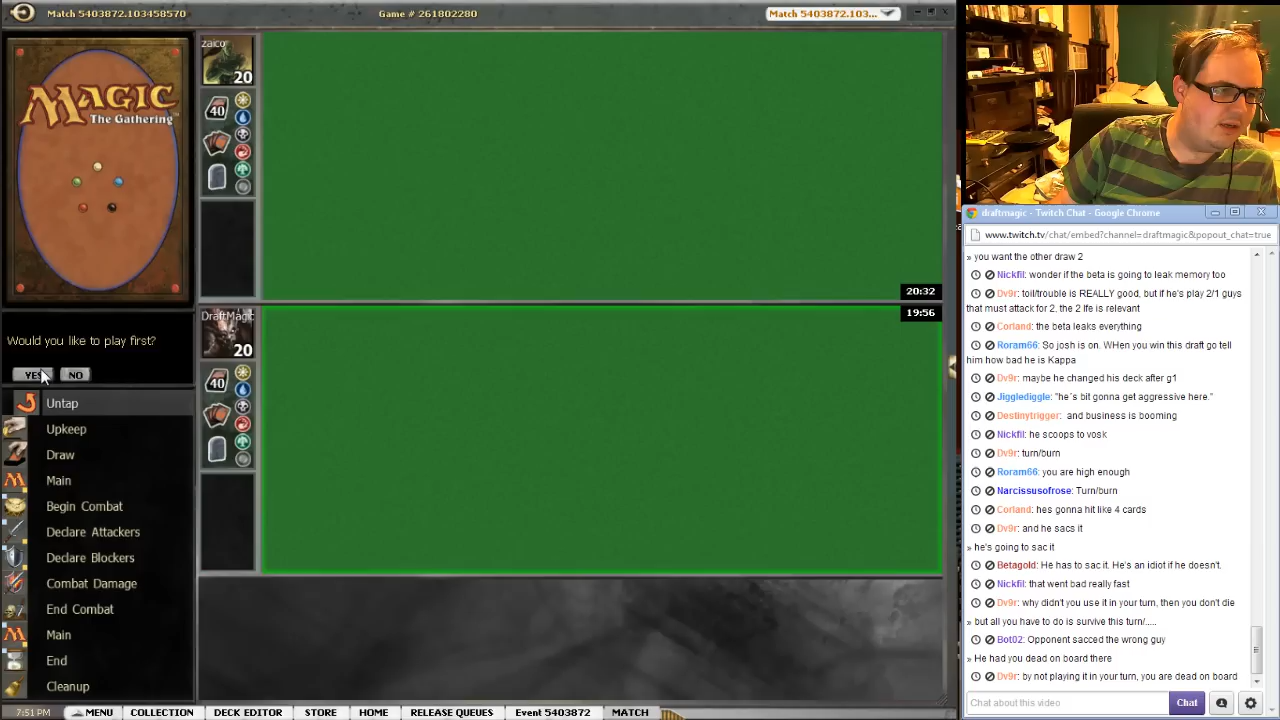 Match 5403872.103458570
Game # 261802280
Match 5403872.103...
MAGIC
The Gathering
zaico
20
40
20:32
Would you like to play first?
YES
NO
DraftMagic
19:56
20
40
Untap
Upkeep
Draw
Main
Begin Combat
Declare Attackers
Declare Blockers
Combat Damage
End Combat
Main
End
Cleanup
7:51 PM
MENU
COLLECTION
DECK EDITOR
STORE
HOME
RELEASE QUEUES
Event 5403872
MATCH
draftmagic - Twitch Chat - Google Chrome
www.twitch.tv/chat/embed?channel=draftmagic&popout_chat=true
» you want the other draw 2
Nickfil: wonder if the beta is going to leak memory too
Dv9r: toil/trouble is REALLY good, but if he's play 2/1 guys
that must attack for 2, the 2 lfe is relevant
Corland: the beta leaks everything
Roram66: So josh is on. WHen you win this draft go tell
him how bad he is Kappa
Dv9r: maybe he changed his deck after g1
Jigglediggle: "he´s bit gonna get aggressive here."
Destinytrigger: and business is booming
Nickfil: he scoops to vosk
Dv9r: turn/burn
Roram66: you are high enough
Narcissusofrose: Turn/burn
Corland: hes gonna hit like 4 cards
Dv9r: and he sacs it
» he's going to sac it
Betagold: He has to sac it. He's an idiot if he doesn't.
Nickfil: that went bad really fast
Dv9r: why didn't you use it in your turn, then you don't die
» but all you have to do is survive this turn/....
Bot02: Opponent sacced the wrong guy
» He had you dead on board there
Dv9r: by not playing it in your turn, you are dead on board
Chat about this video
Chat